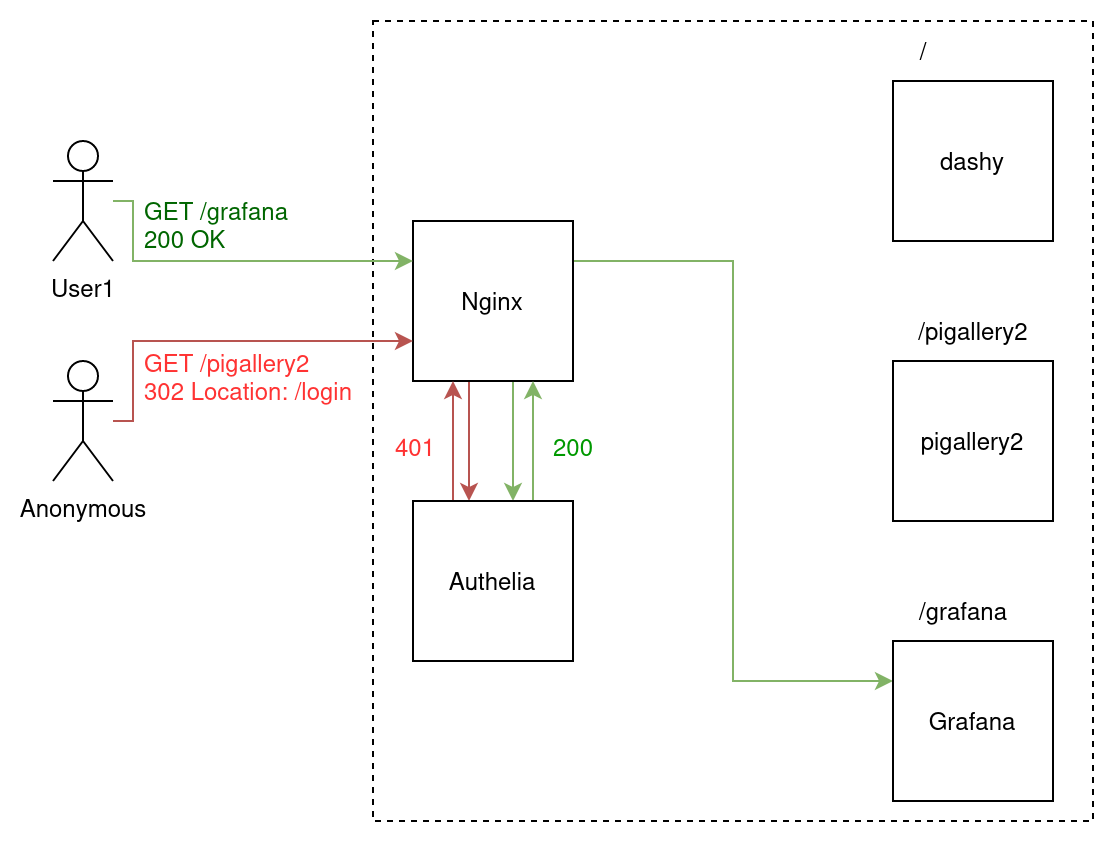 /
dashy
GET /grafana
200 OK
User1
Nginx
/pigallery2
GET /pigallery2
302 Location: /login
401
200
pigallery2
Anonymous
Authelia
/grafana
Grafana